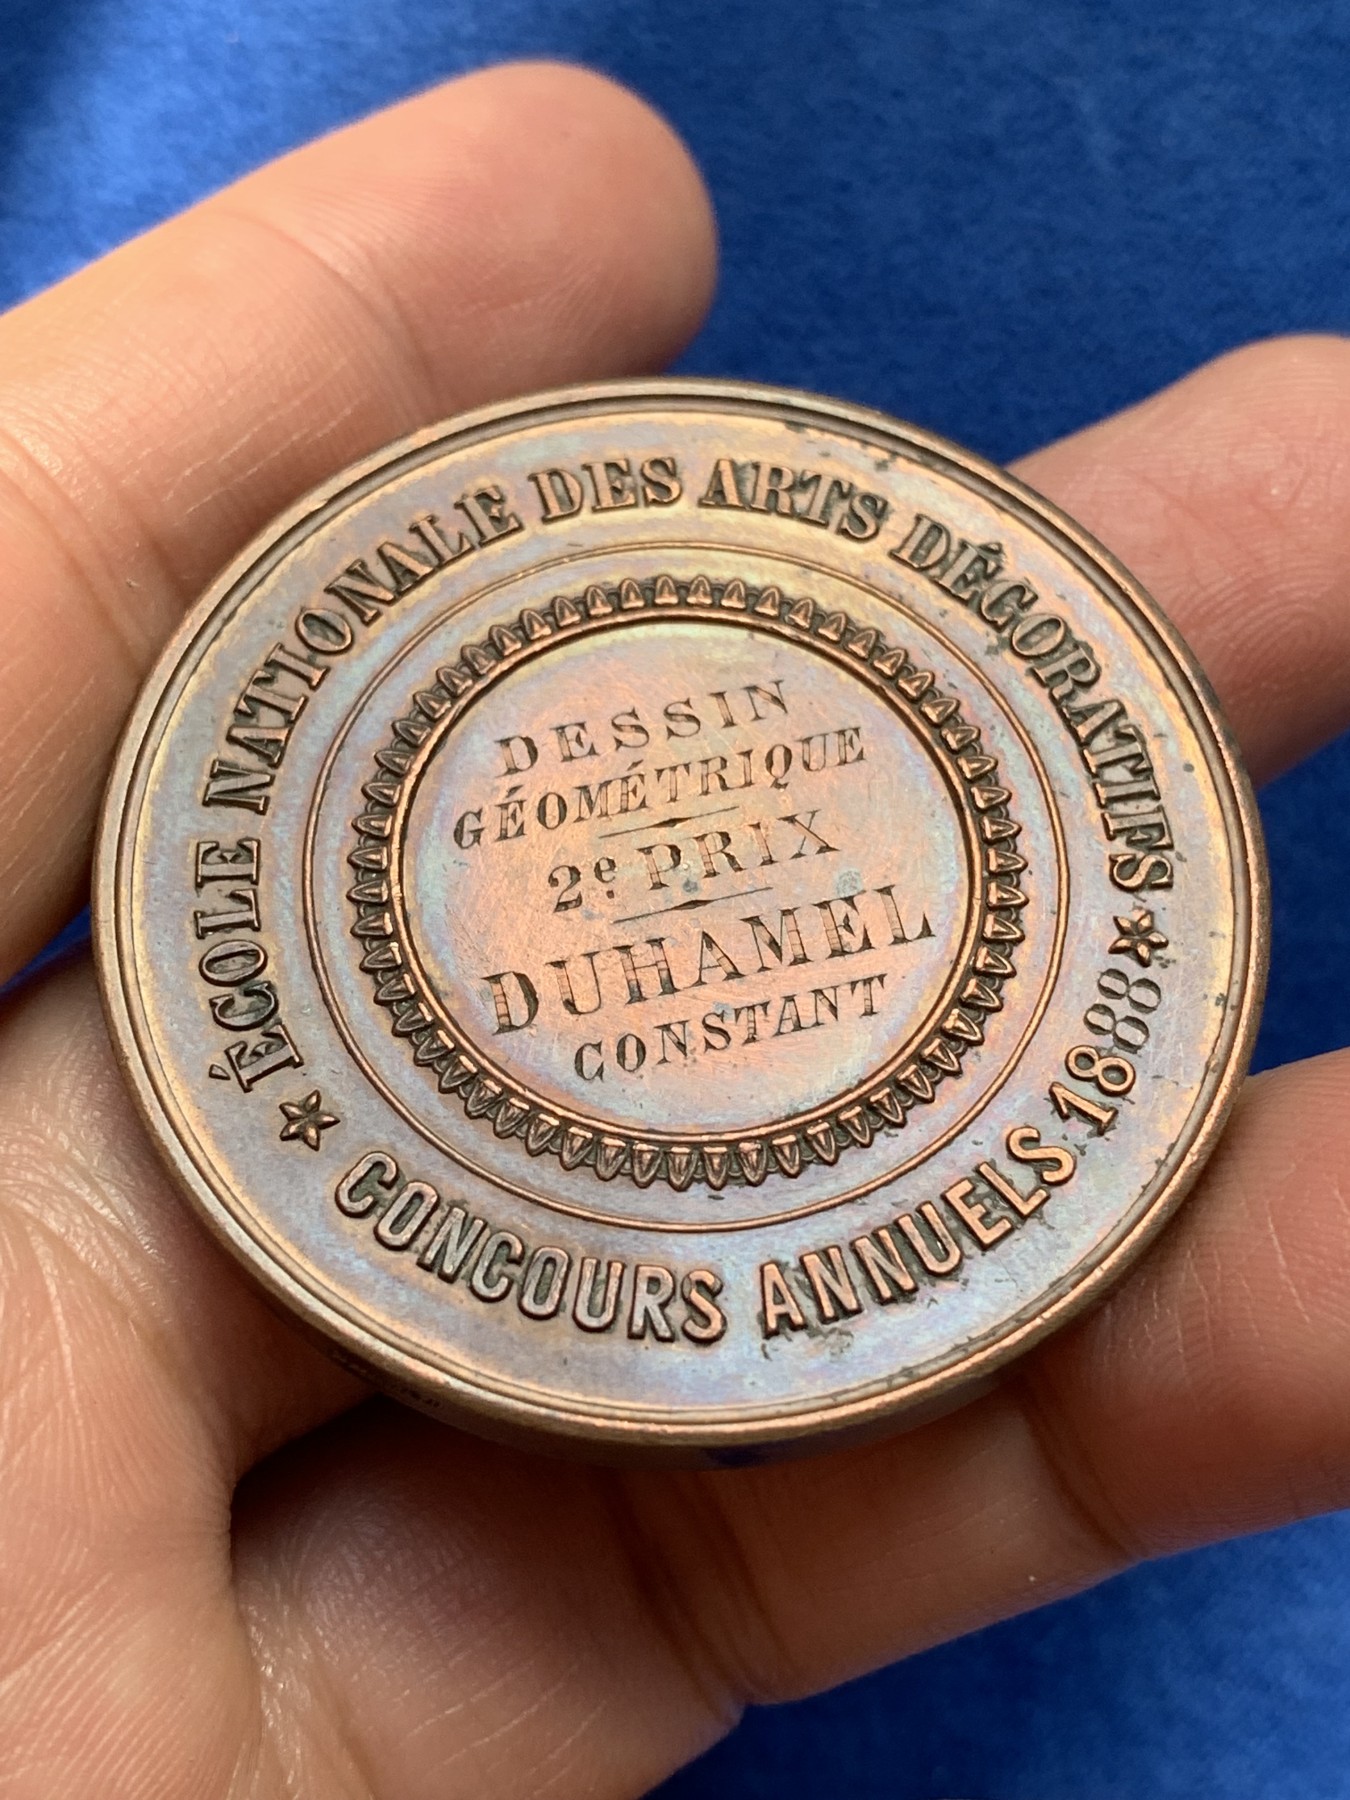 ÉCOLE NATIONALE DES ARTS DÉCORATIFS
DESSIN
GÉOMÉTRIQUE
2e PRIX
DUHAMEL
CONSTANT
CONCOURS ANNUELS 1888